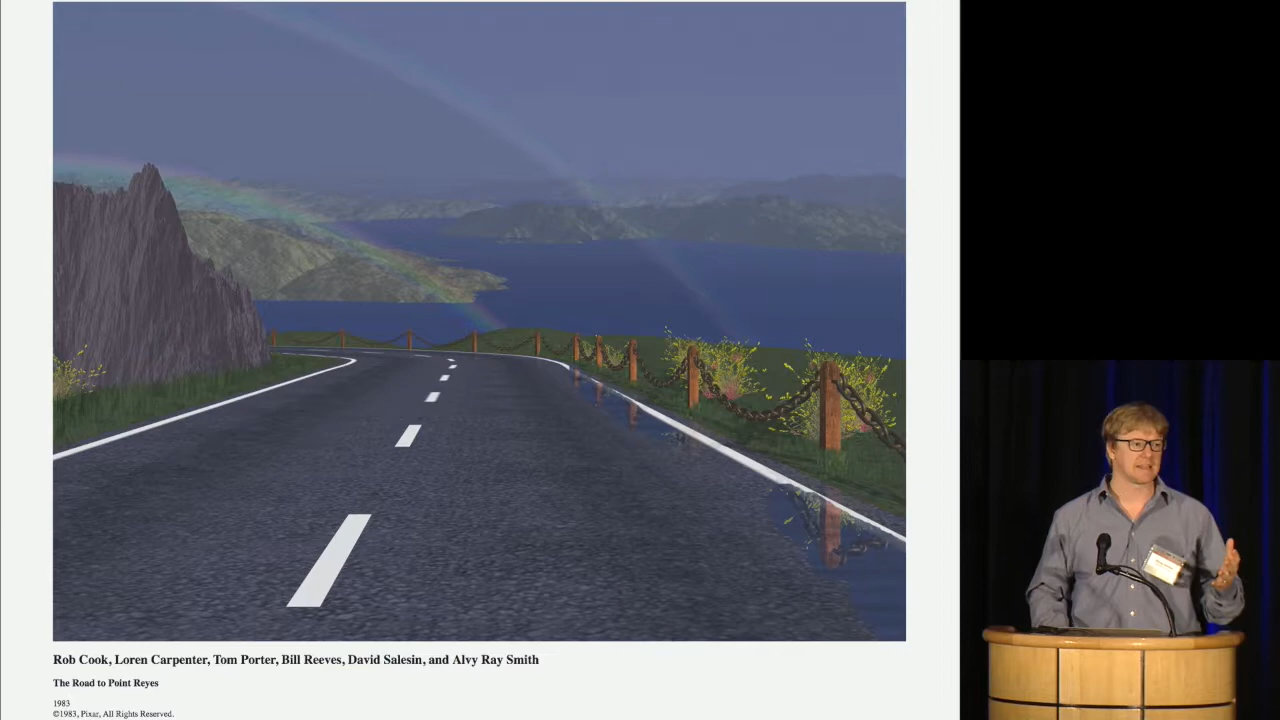 Rob Cook, Loren Carpenter, Tom Porter, Bill Reeves, David Salesin, and Alvy Ray Smith
The Road to Point Reyes
1983
©1983, Pixar, All Rights Reserved.